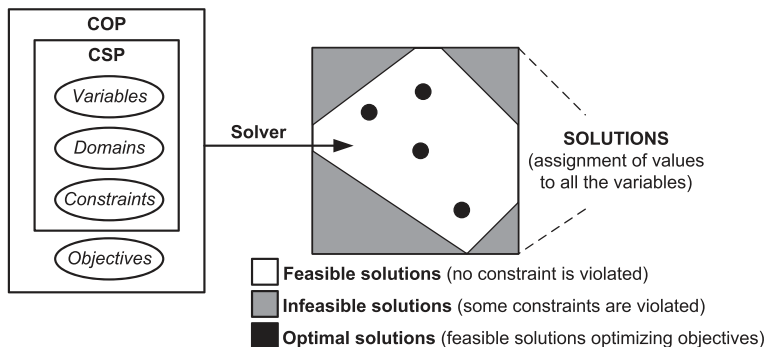 COP
CSP
Variables
Domains
Constraints
Objectives
Solver
SOLUTIONS
(assignment of values
to all the variables)
Feasible solutions (no constraint is violated)
Infeasible solutions (some constraints are violated)
Optimal solutions (feasible solutions optimizing objectives)